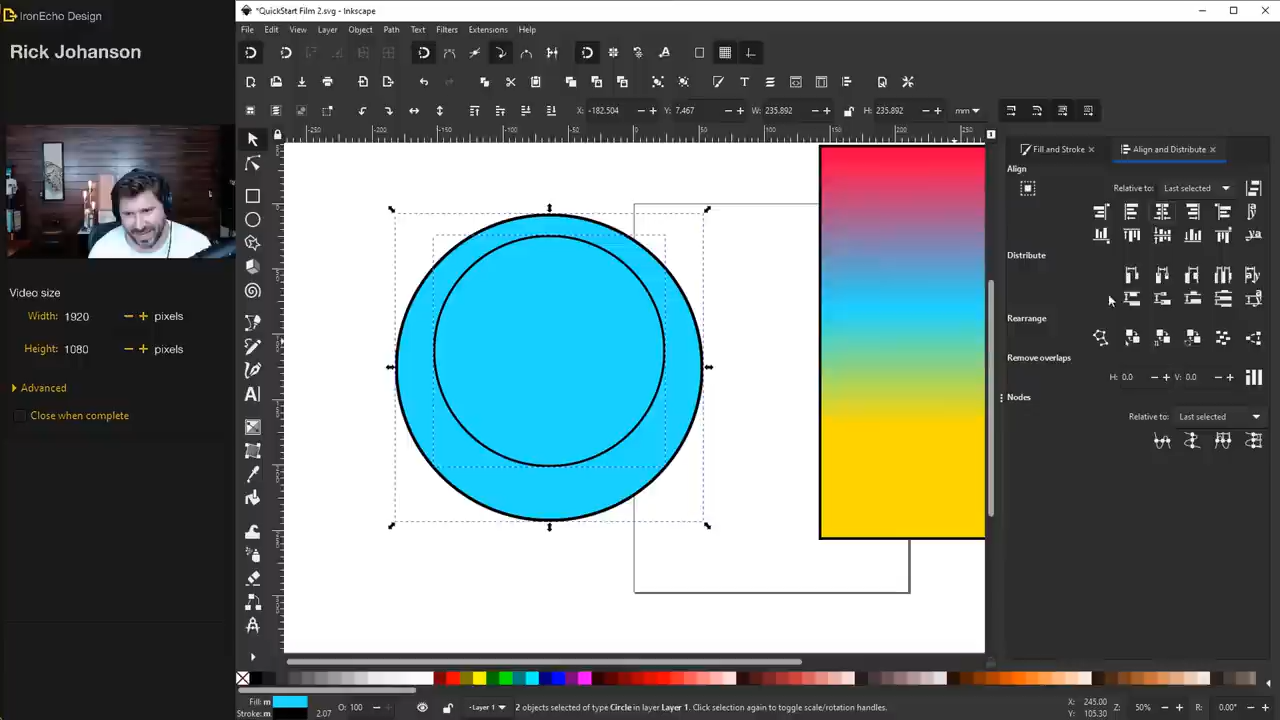 IronEcho Design
Rick Johanson
Video size
Width: 1920 pixels
Height: 1080 pixels
Advanced
Close when complete
*QuickStart Film 2.svg - Inkscape
File Edit View Layer Object Path Text Filters Extensions Help
X: -182.504 Y: 7.467 W: 235.892 H: 235.892 mm
Fill and Stroke Align and Distribute
Align
Relative to: Last selected
Distribute
Rearrange
Remove overlaps
H: 0.0 V: 0.0
Nodes
Relative to: Last selected
Fill: m
Stroke: m 2.07
O: 100
Layer 1
2 objects selected of type Circle in layer Layer 1. Click selection again to toggle scale/rotation handles.
X: 245.00
Y: 105.30
Z: 50%
R: 0.00°